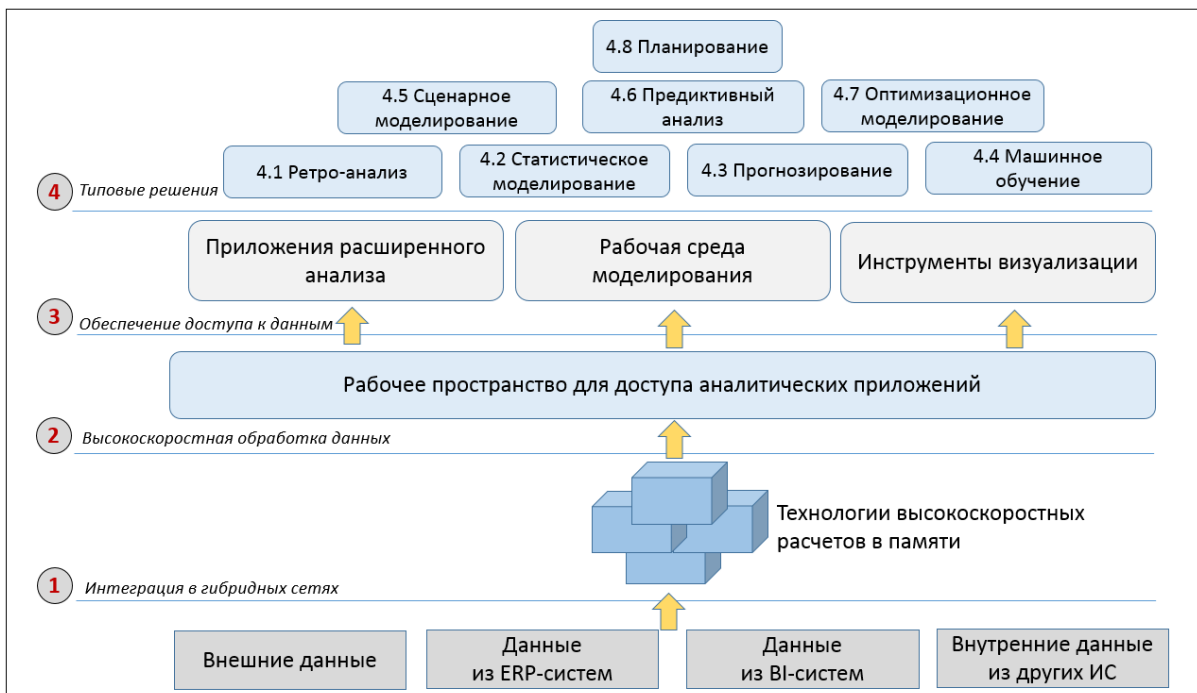 4.8 Планирование
4.5 Сценарное
моделирование
4.6 Предиктивный
анализ
4.7 Оптимизационное
моделирование
4.1 Ретро-анализ
4.2 Статистическое
моделирование
4.3 Прогнозирование
4.4 Машинное
обучение
4
Типовые решения
Приложения расширенного
анализа
Рабочая среда
моделирования
Инструменты визуализации
3
Обеспечение доступа к данным
Рабочее пространство для доступа аналитических приложений
2
Высокоскоростная обработка данных
Технологии высокоскоростных
расчетов в памяти
1
Интеграция в гибридных сетях
Внешние данные
Данные
из ERP-систем
Данные
из BI-систем
Внутренние данные
из других ИС